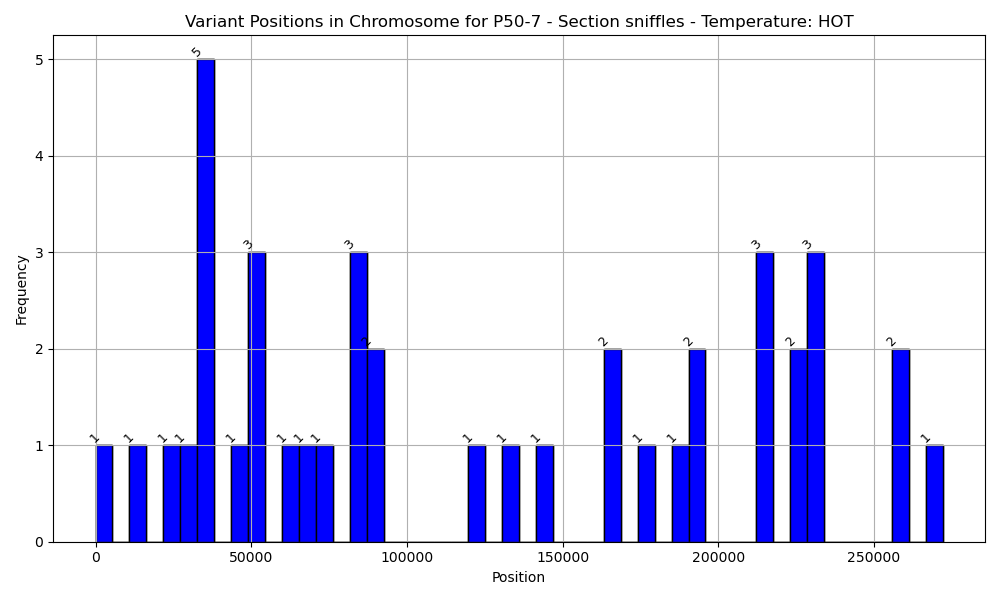 Variant Positions in Chromosome for P50-7 - Section sniffles - Temperature: HOT
Frequency
5
4
3
2
1
0
1 1 1 1 5 1 3 1 1 1 3 2 1 1 1 2 1 1 2 3 2 3 2 1
0 50000 100000 150000 200000 250000
Position